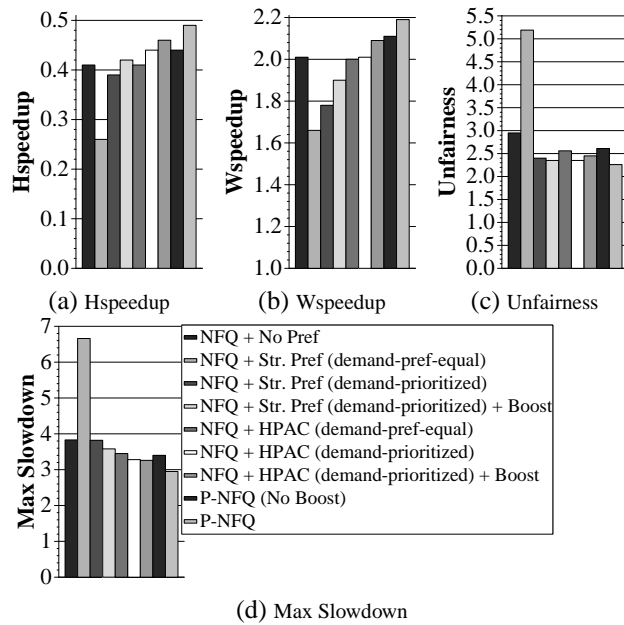 0.5
0.4
0.3
0.2
0.1
0.0
Hspeedup
(a) Hspeedup
2.2
2.0
1.8
1.6
1.4
1.2
1.0
Wspeedup
(b) Wspeedup
5.5
5.0
4.5
4.0
3.5
3.0
2.5
2.0
1.5
1.0
0.5
0.0
Unfairness
(c) Unfairness
7
6
5
4
3
2
1
0
Max Slowdown
NFQ + No Pref
NFQ + Str. Pref (demand-pref-equal)
NFQ + Str. Pref (demand-prioritized)
NFQ + Str. Pref (demand-prioritized) + Boost
NFQ + HPAC (demand-pref-equal)
NFQ + HPAC (demand-prioritized)
NFQ + HPAC (demand-prioritized) + Boost
P-NFQ (No Boost)
P-NFQ
(d) Max Slowdown